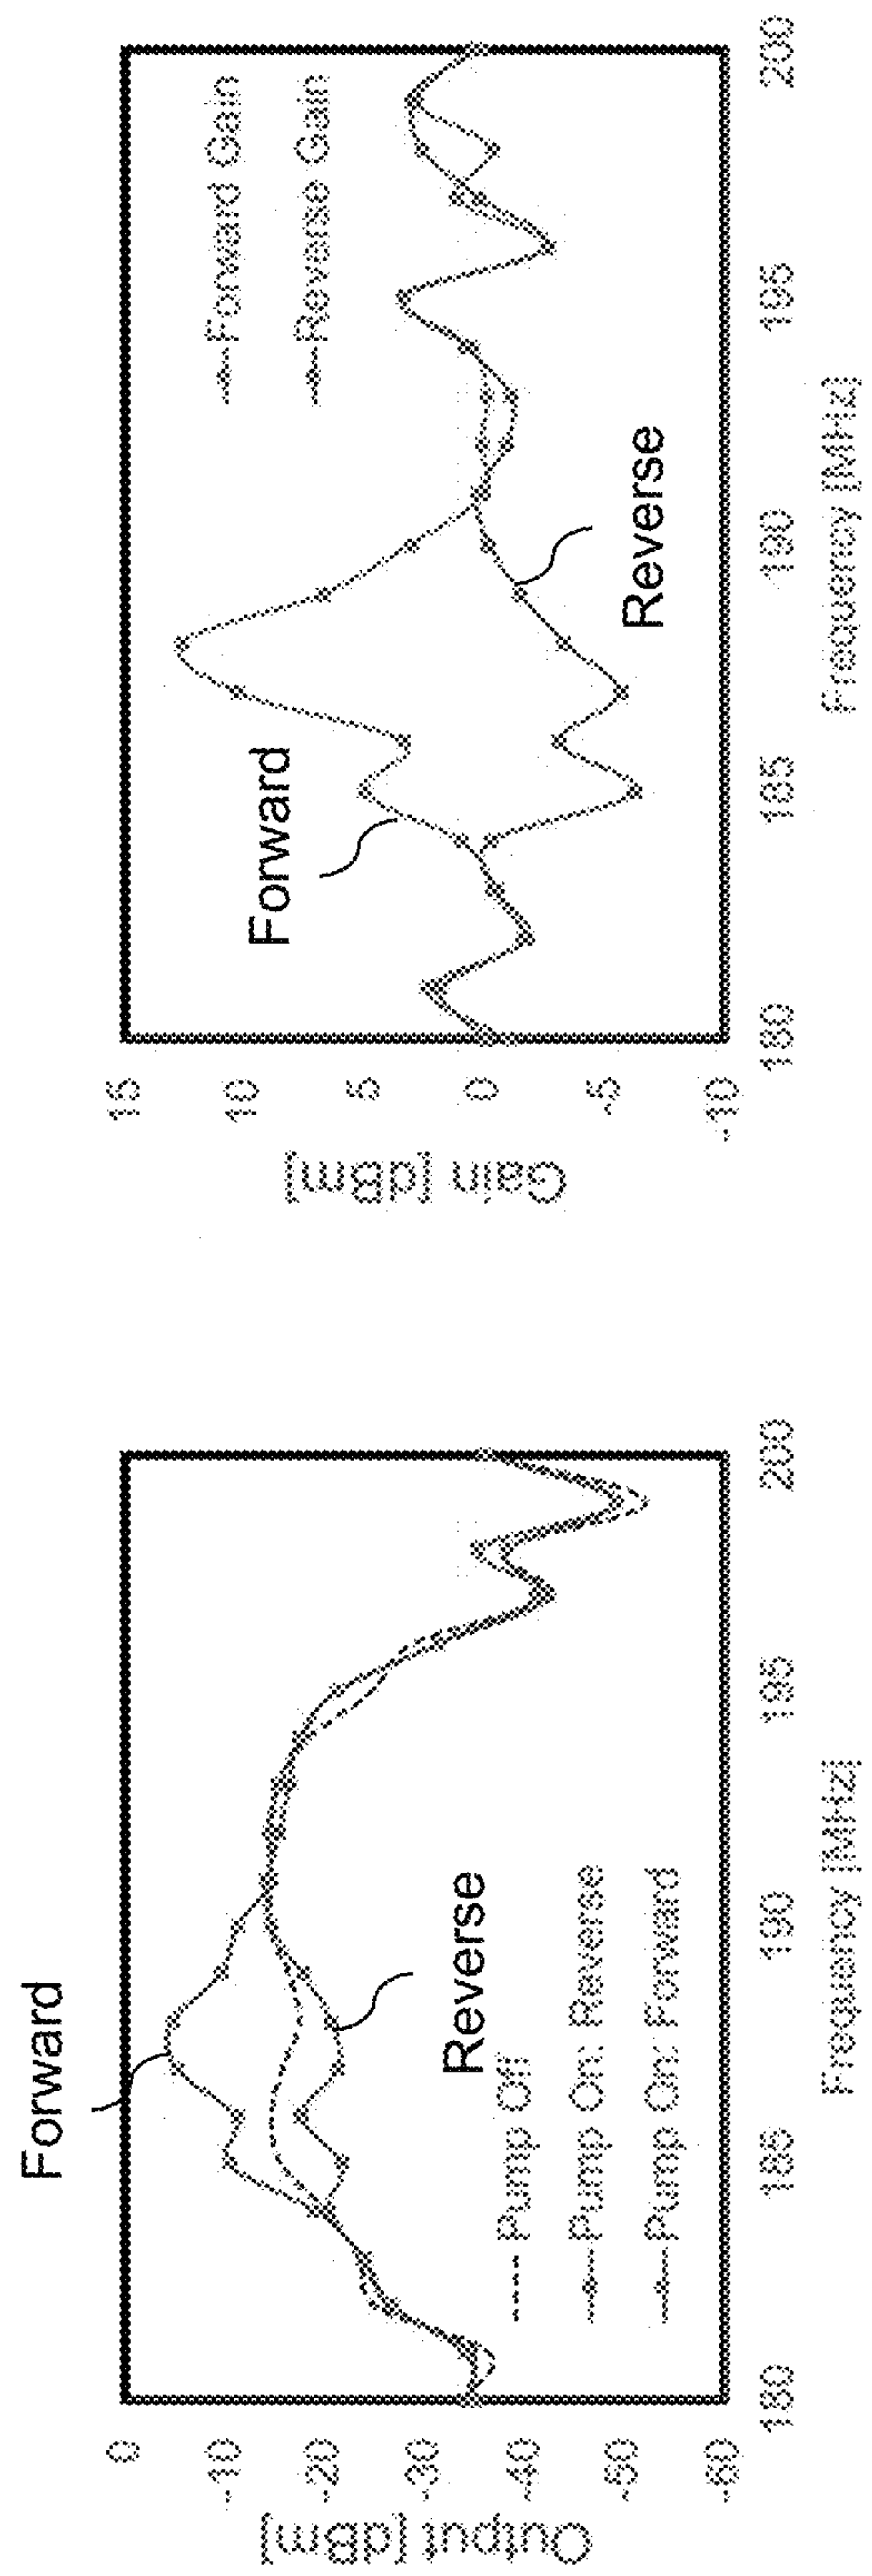 Output [dBm]
0
-10
-20
-30
-40
-50
-60
180
185
190
195
200
Frequency [MHz]
Forward
Reverse
Pump Off
Pump On: Reverse
Pump On: Forward
Gain [dBm]
15
10
5
0
-5
-10
180
185
190
195
200
Frequency [MHz]
Forward
Reverse
Forward Gain
Reverse Gain